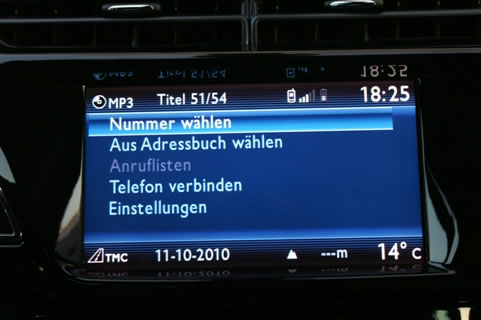 MP3 Titel 51/54 18:25
Nummer wählen
Aus Adressbuch wählen
Anruflisten
Telefon verbinden
Einstellungen
TMC 11-10-2010 ---m 14° C